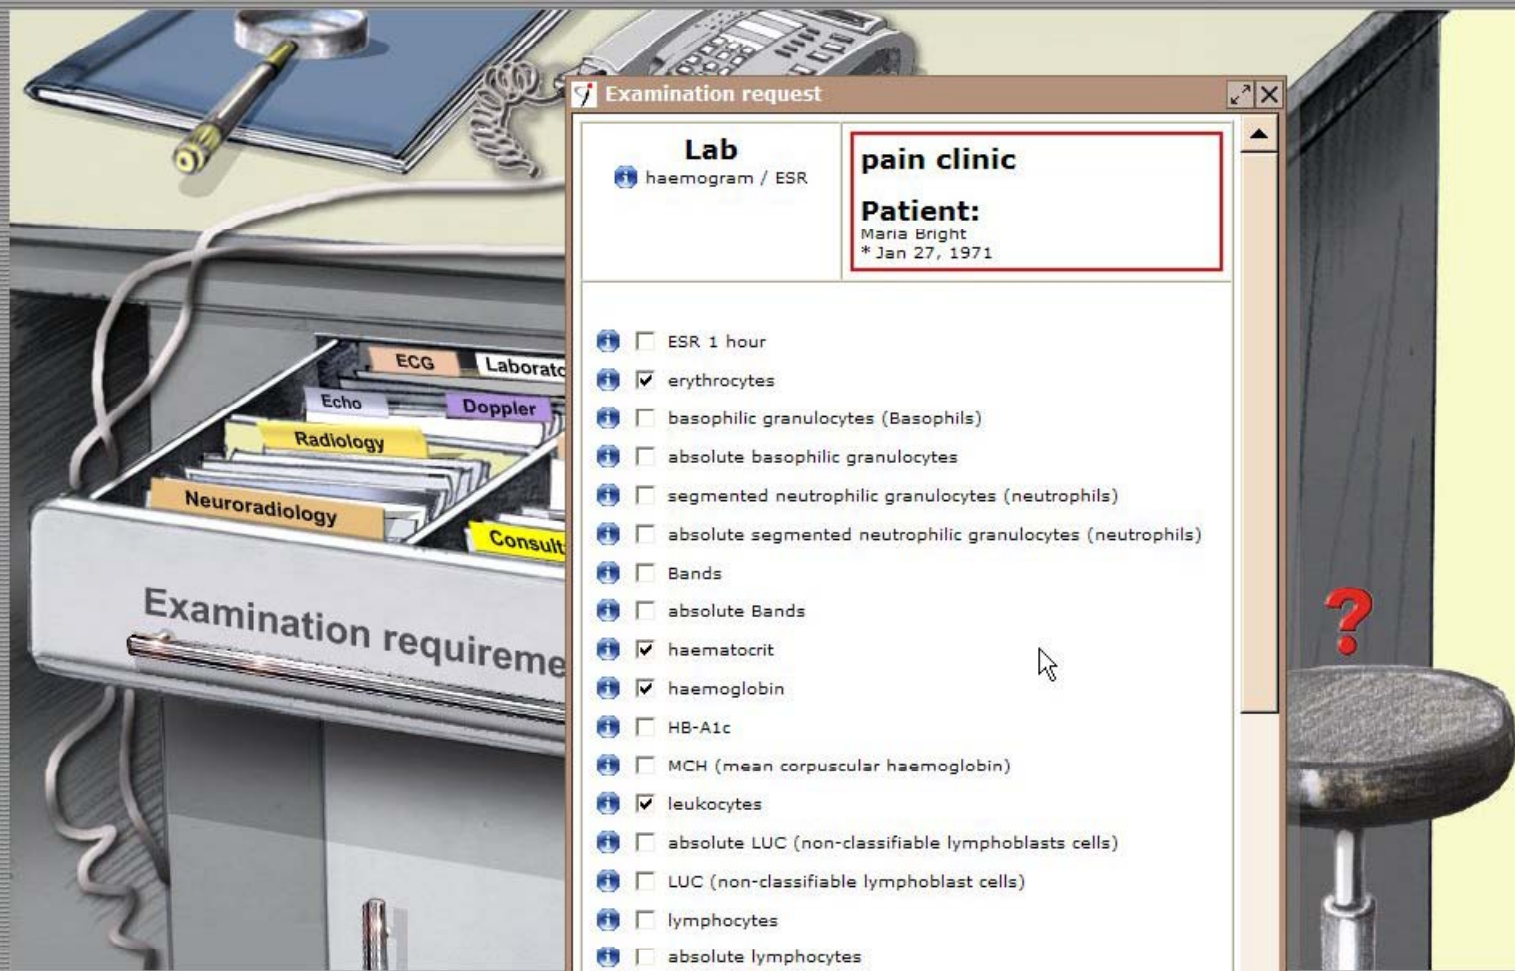 Examination request
Lab
haemogram / ESR
pain clinic
Patient:
Maria Bright
* Jan 27, 1971
ESR 1 hour
erythrocytes
basophilic granulocytes (Basophils)
absolute basophilic granulocytes
segmented neutrophilic granulocytes (neutrophils)
absolute segmented neutrophilic granulocytes (neutrophils)
Bands
absolute Bands
haematocrit
haemoglobin
HB-A1c
MCH (mean corpuscular haemoglobin)
leukocytes
absolute LUC (non-classifiable lymphoblasts cells)
LUC (non-classifiable lymphoblast cells)
lymphocytes
absolute lymphocytes
ECG
Laborato
Echo
Doppler
Radiology
Neuroradiology
Consult
Examination requireme
?